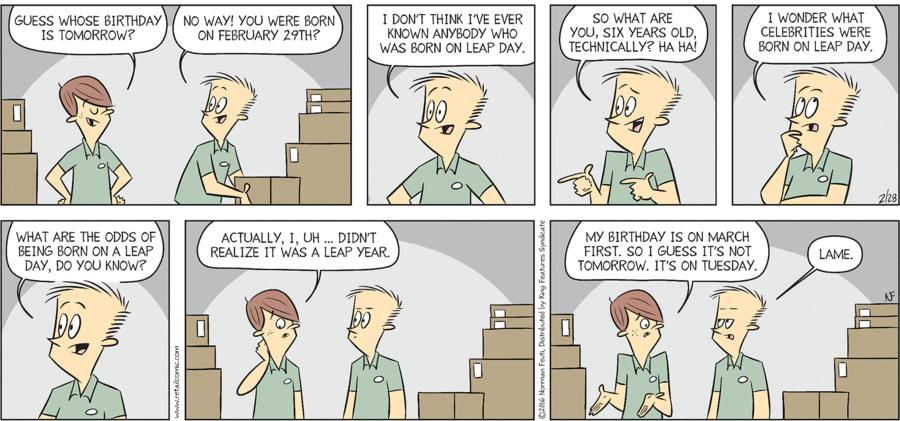 GUESS WHOSE BIRTHDAY
IS TOMORROW?
NO WAY! YOU WERE BORN
ON FEBRUARY 29TH?
I DON'T THINK I'VE EVER
KNOWN ANYBODY WHO
WAS BORN ON LEAP DAY.
SO WHAT ARE
YOU, SIX YEARS OLD,
TECHNICALLY? HA HA!
I WONDER WHAT
CELEBRITIES WERE
BORN ON LEAP DAY.
2/28
WHAT ARE THE ODDS OF
BEING BORN ON A LEAP
DAY, DO YOU KNOW?
www.retailcomic.com
ACTUALLY, I, UH ... DIDN'T
REALIZE IT WAS A LEAP YEAR.
©2016 Norman Feuti, Distributed by King Features Syndicate
MY BIRTHDAY IS ON MARCH
FIRST. SO I GUESS IT'S NOT
TOMORROW. IT'S ON TUESDAY.
LAME.
NF